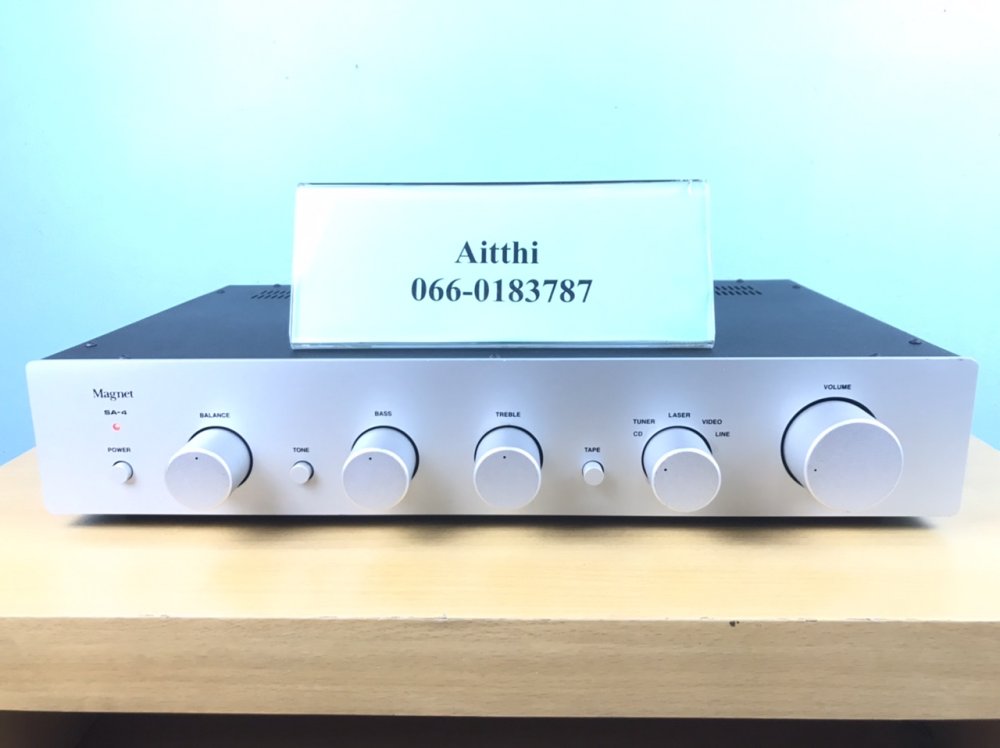 Aitthi
066-0183787
Magnet
SA-4
POWER
BALANCE
TONE
BASS
TREBLE
TAPE
CD
TUNER
LASER
VIDEO
LINE
VOLUME